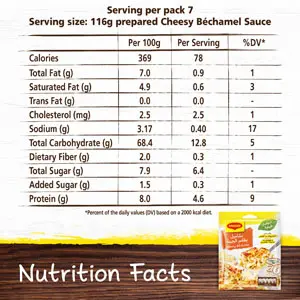 Serving per pack 7
Serving size: 116g prepared Cheesy Béchamel Sauce
Per 100g Per Serving %DV*
Calories 369 78
Total Fat (g) 7.0 0.9 1
Saturated Fat (g) 4.9 0.6 3
Trans Fat (g) 0.0 0.0 -
Cholesterol (mg) 2.5 2.5 1
Sodium (g) 3.17 0.40 17
Total Carbohydrate (g) 68.4 12.8 5
Dietary Fiber (g) 2.0 0.3 1
Total Sugar (g) 7.9 6.4 -
Added Sugar (g) 1.5 0.3 1
Protein (g) 8.0 4.6 9
*Percent of the daily values (DV) based on a 2000 kcal diet.
MAGGI
Nutrition Facts